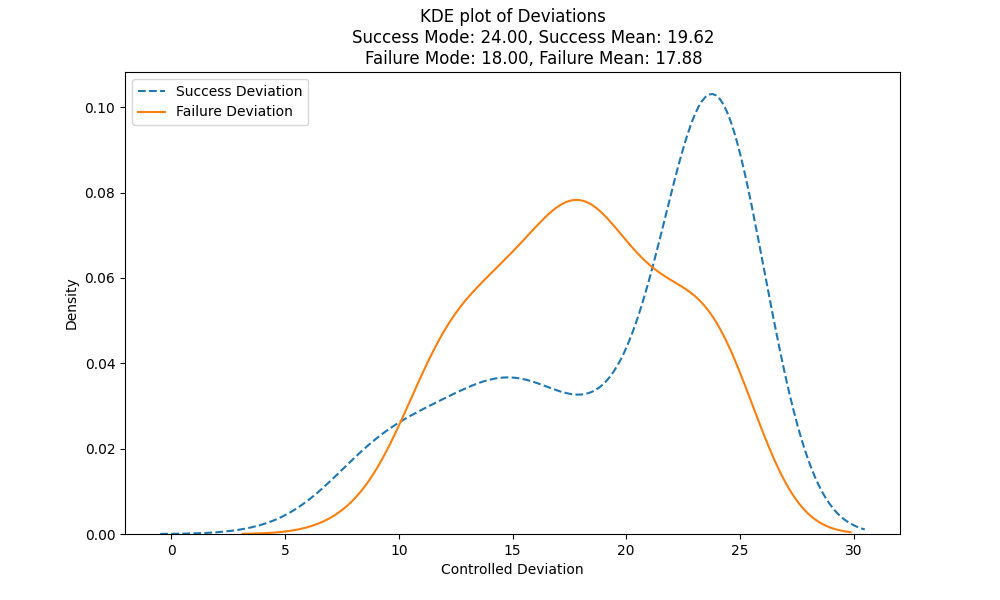 KDE plot of Deviations
Success Mode: 24.00, Success Mean: 19.62
Failure Mode: 18.00, Failure Mean: 17.88
Success Deviation
Failure Deviation
0.10
0.08
0.06
0.04
0.02
0.00
Density
0 5 10 15 20 25 30
Controlled Deviation